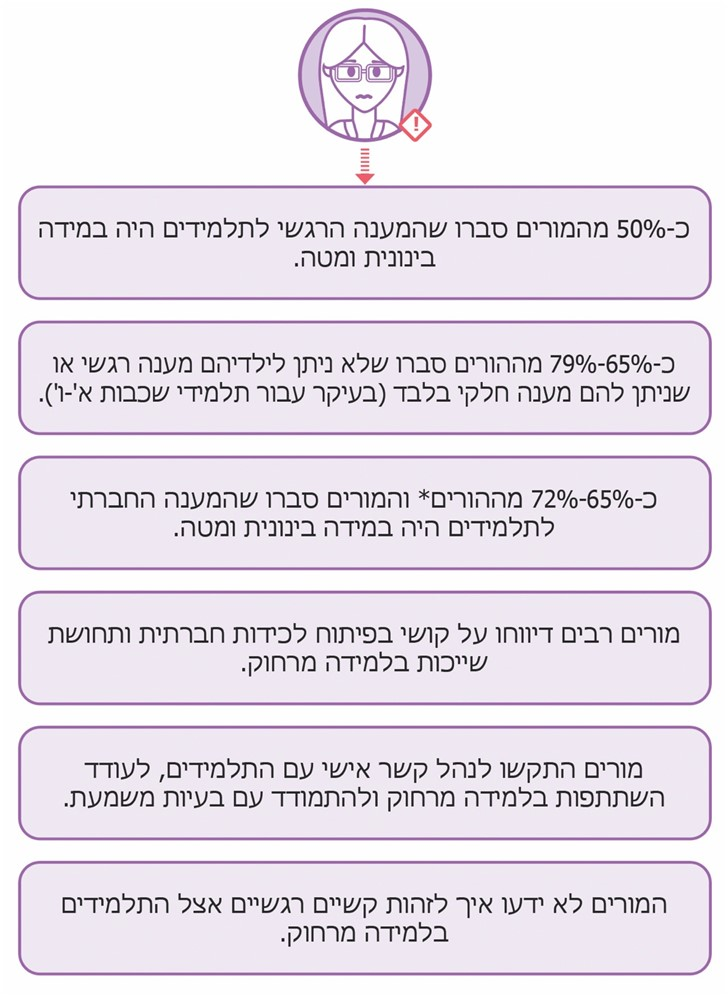 כ-50% מהמורים סברו שהמענה הרגשי לתלמידים היה במידה
בינונית ומטה.
כ-65%-79% מההורים סברו שלא ניתן לילדיהם מענה רגשי או
שניתן להם מענה חלקי בלבד (בעיקר עבור תלמידי שכבות א'-ו').
כ-65%-72% מההורים* והמורים סברו שהמענה החברתי
לתלמידים היה במידה בינונית ומטה.
מורים רבים דיווחו על קושי בפיתוח לכידות חברתית ותחושת
שייכות בלמידה מרחוק.
מורים התקשו לנהל קשר אישי עם התלמידים, לעודד
השתתפות בלמידה מרחוק ולהתמודד עם בעיות משמעת.
המורים לא ידעו איך לזהות קשיים רגשיים אצל התלמידים
בלמידה מרחוק.